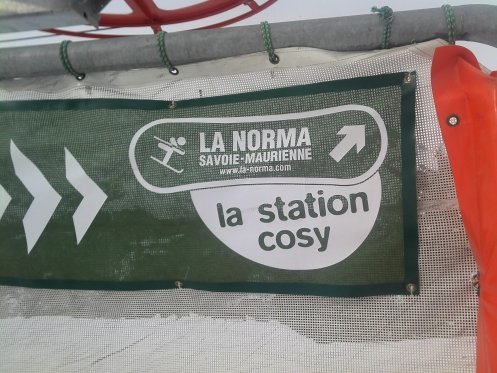 LA NORMA
SAVOIE-MAURIENNE
www.la-norma.com
la station
cosy